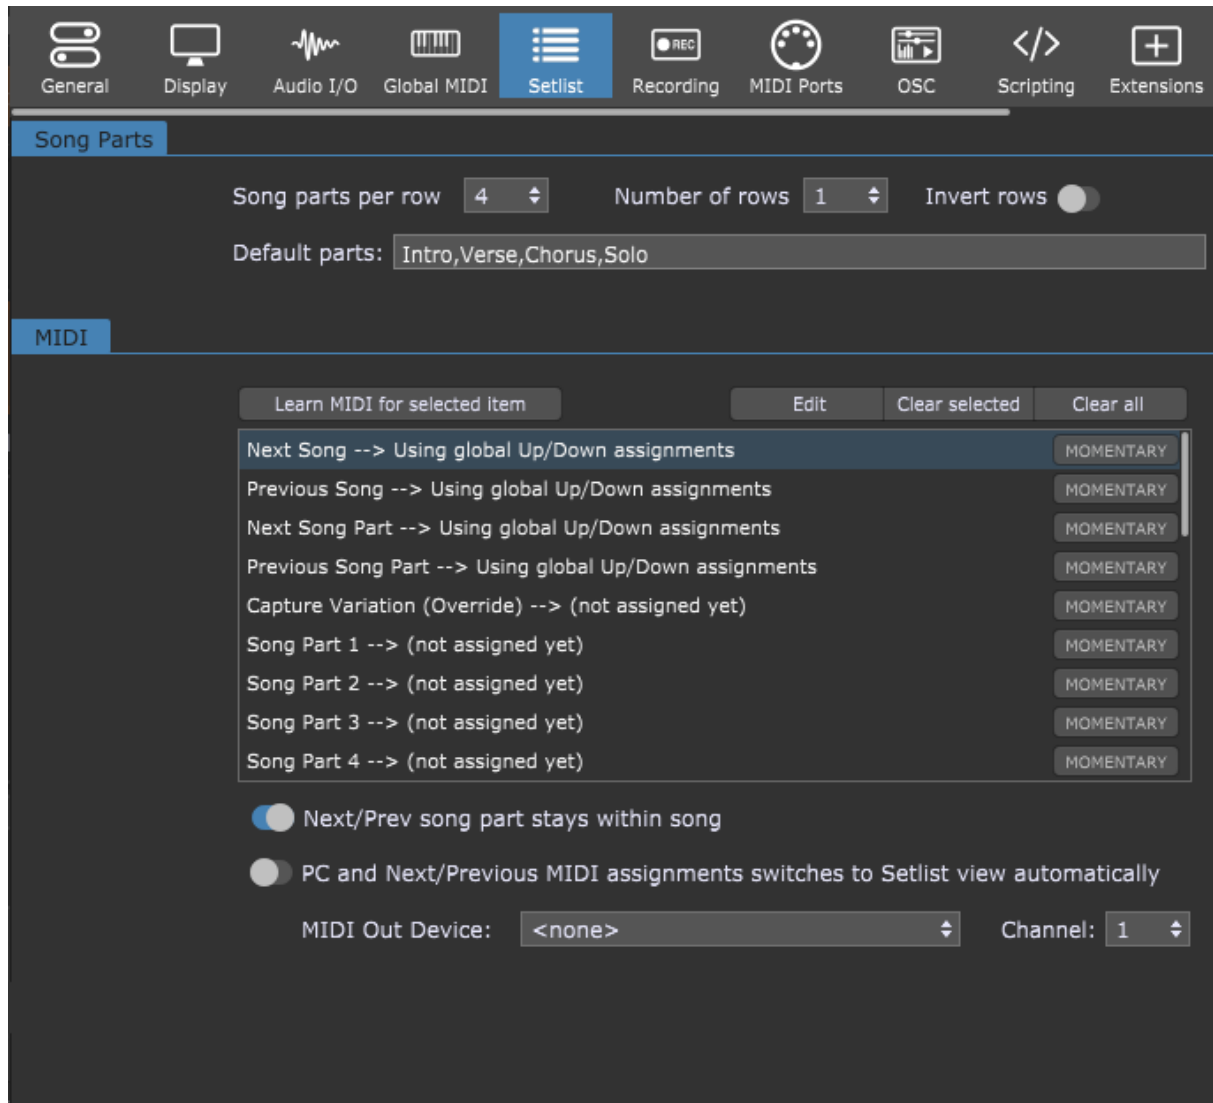 REC
General Display Audio I/O Global MIDI Setlist Recording MIDI Ports OSC Scripting Extensions
Song Parts
Song parts per row 4 Number of rows 1 Invert rows
Default parts: Intro,Verse,Chorus,Solo
MIDI
Learn MIDI for selected item Edit Clear selected Clear all
Next Song --> Using global Up/Down assignments MOMENTARY
Previous Song --> Using global Up/Down assignments MOMENTARY
Next Song Part --> Using global Up/Down assignments MOMENTARY
Previous Song Part --> Using global Up/Down assignments MOMENTARY
Capture Variation (Override) --> (not assigned yet) MOMENTARY
Song Part 1 --> (not assigned yet) MOMENTARY
Song Part 2 --> (not assigned yet) MOMENTARY
Song Part 3 --> (not assigned yet) MOMENTARY
Song Part 4 --> (not assigned yet) MOMENTARY
Next/Prev song part stays within song
PC and Next/Previous MIDI assignments switches to Setlist view automatically
MIDI Out Device: <none> Channel: 1